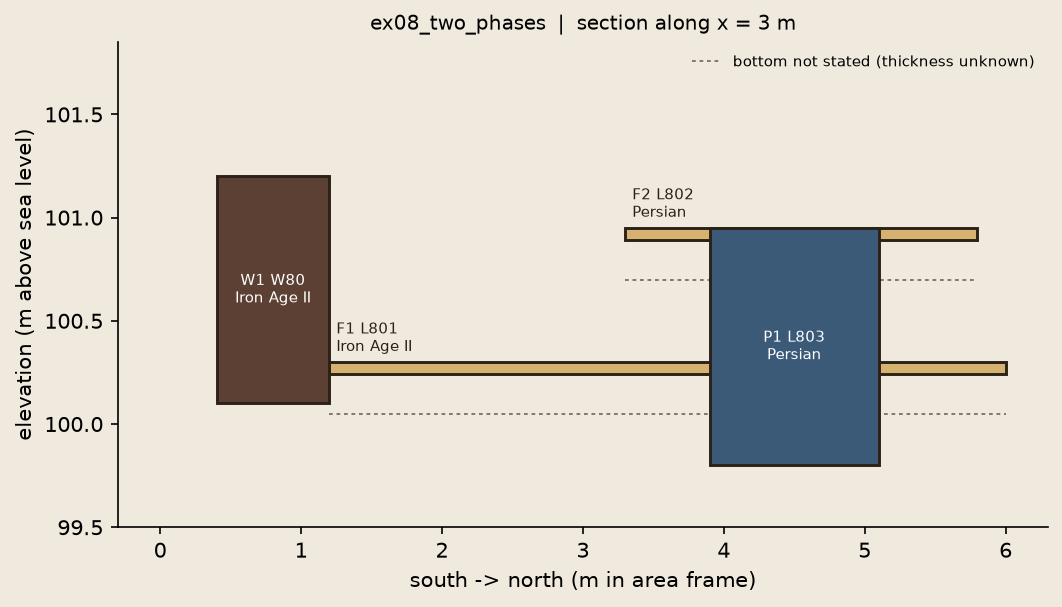 ex08_two_phases | section along x = 3 m
bottom not stated (thickness unknown)
elevation (m above sea level)
101.5
101.0
100.5
100.0
99.5
F2 L802
Persian
W1 W80
Iron Age II
F1 L801
Iron Age II
P1 L803
Persian
0 1 2 3 4 5 6
south -> north (m in area frame)